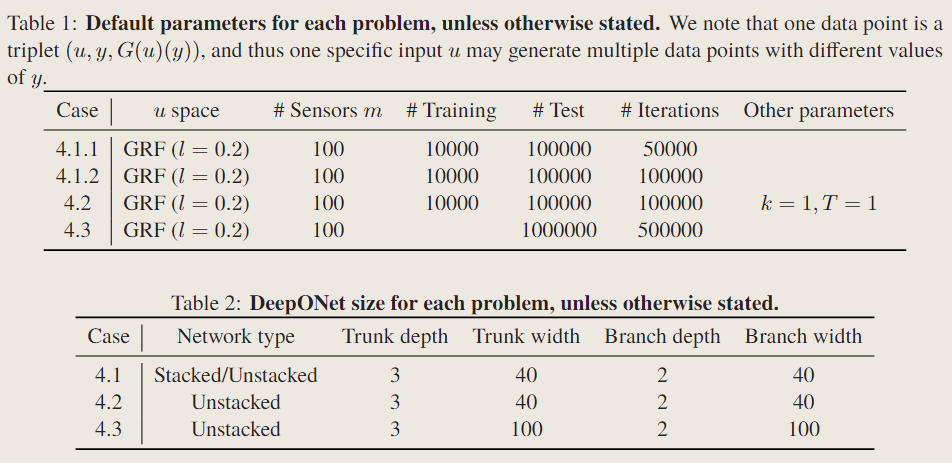 Table 1: Default parameters for each problem, unless otherwise stated. We note that one data point is a
triplet (u, y, G(u)(y)), and thus one specific input u may generate multiple data points with different values
of y.
Case u space # Sensors m # Training # Test # Iterations Other parameters
4.1.1 GRF (l = 0.2) 100 10000 100000 50000
4.1.2 GRF (l = 0.2) 100 10000 100000 100000
4.2 GRF (l = 0.2) 100 10000 100000 100000 k = 1, T = 1
4.3 GRF (l = 0.2) 100 1000000 500000
Table 2: DeepONet size for each problem, unless otherwise stated.
Case Network type Trunk depth Trunk width Branch depth Branch width
4.1 Stacked/Unstacked 3 40 2 40
4.2 Unstacked 3 40 2 40
4.3 Unstacked 3 100 2 100